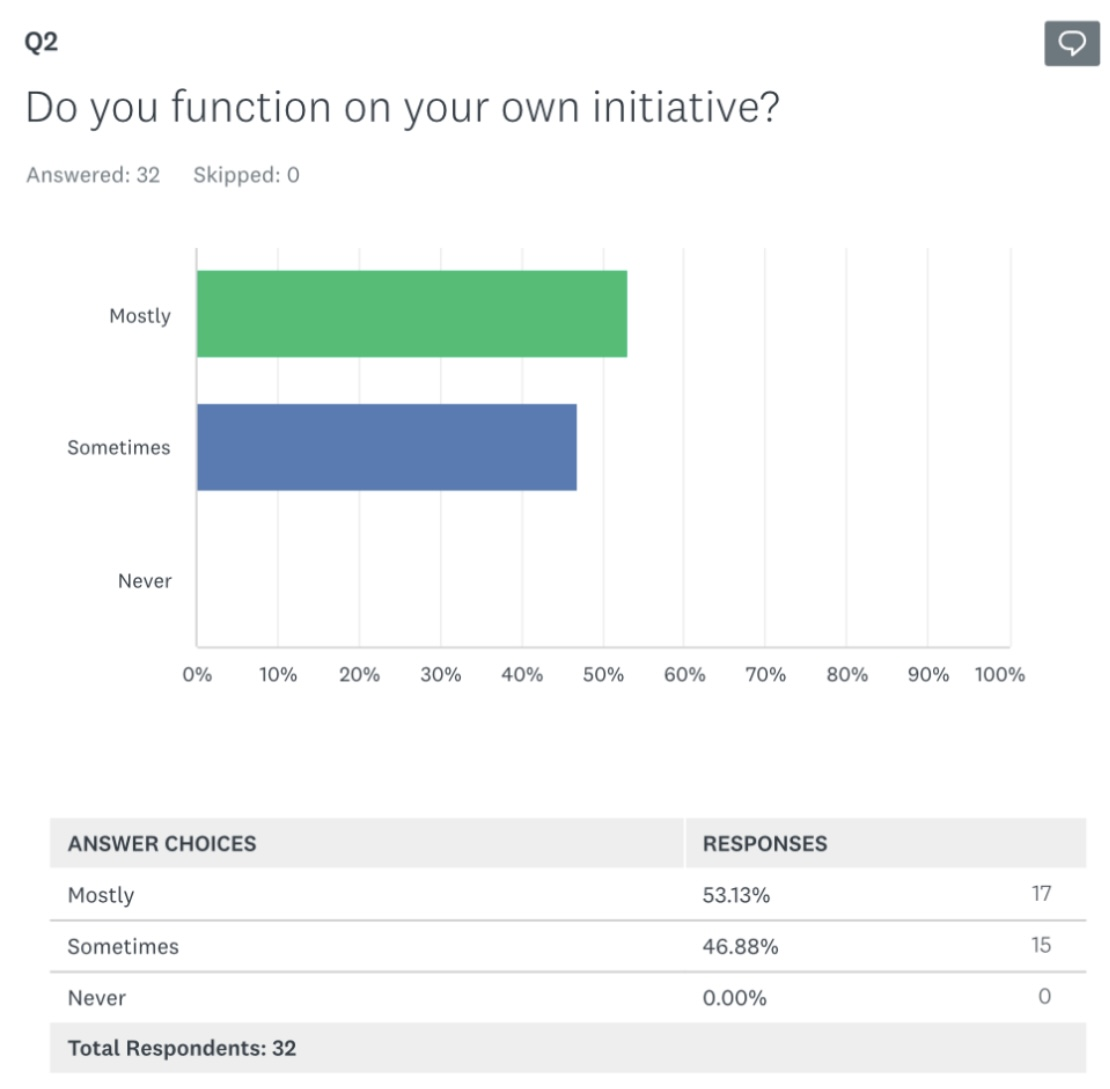 Q2
Do you function on your own initiative?
Answered: 32 Skipped: 0
Mostly
Sometimes
Never
0% 10% 20% 30% 40% 50% 60% 70% 80% 90% 100%
ANSWER CHOICES RESPONSES
Mostly 53.13% 17
Sometimes 46.88% 15
Never 0.00% 0
Total Respondents: 32